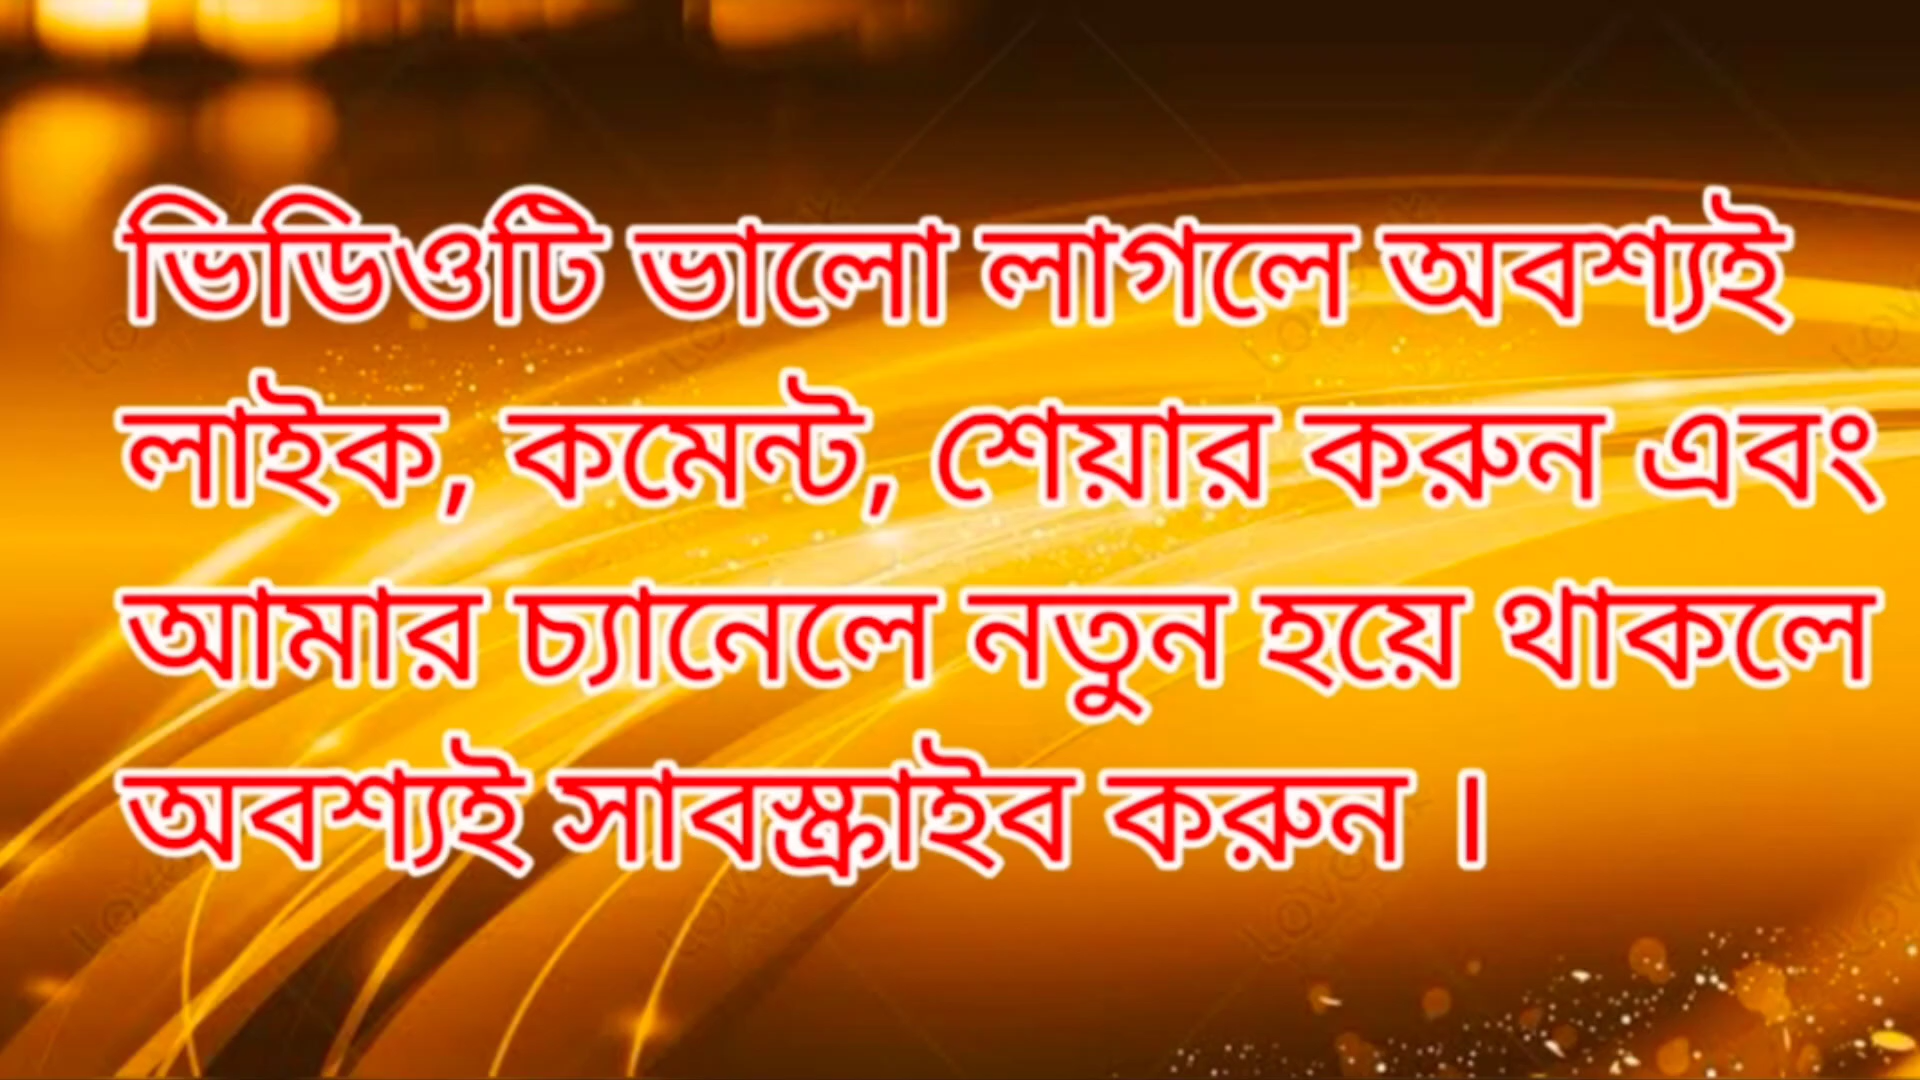 ভিডিওটি ভালো লাগলে অবশ্যই
লাইক, কমেন্ট, শেয়ার করুন এবং
আমার চ্যানেলে নতুন হয়ে থাকলে
অবশ্যই সাবস্ক্রাইব করুন ।